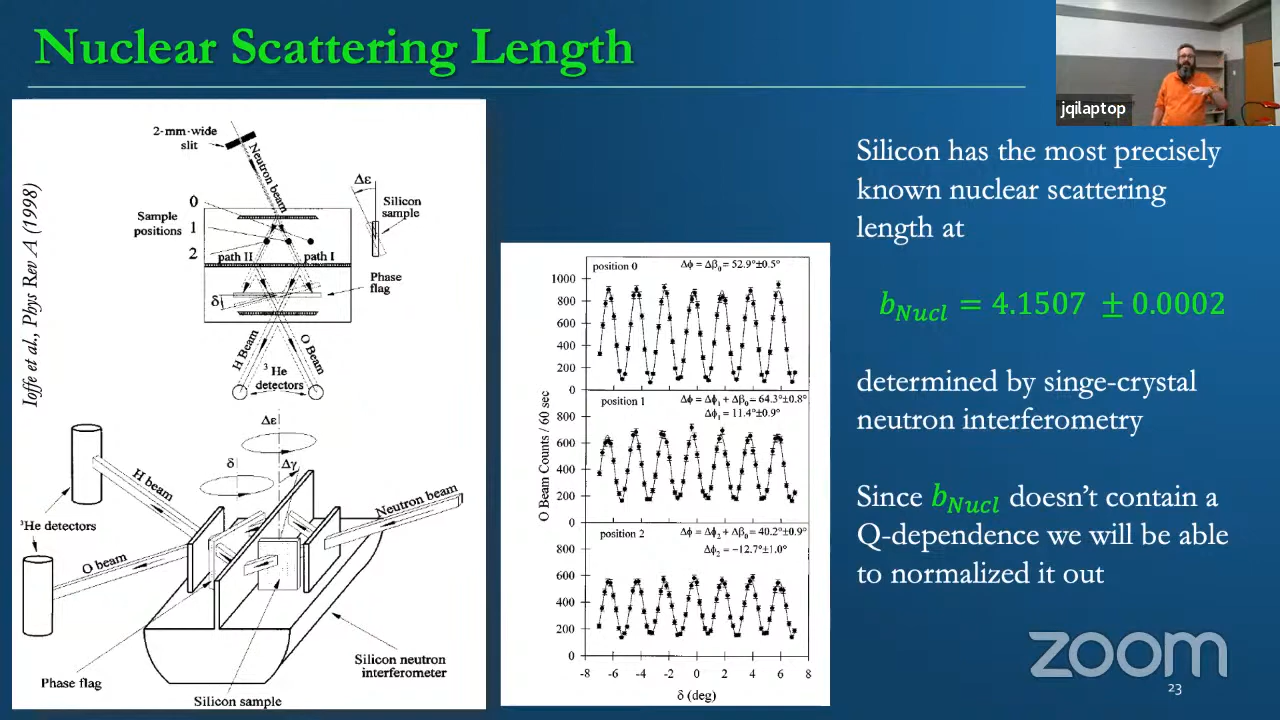 Nuclear Scattering Length
jqilaptop
Ioffe et al., Phys Rev A (1998)
2-mm-wide
slit
Neutron beam
Δε
Silicon
sample
Sample
positions
0
1
2
path II
path I
Phase
flag
δ
H Beam
O Beam
³ He
detectors
Δε
δ
Δγ
H beam
Neutron beam
³He detectors
O beam
Silicon neutron
interferometer
Phase flag
Silicon sample
O Beam Counts / 60 sec
position 0
Δϕ = Δβ₀ = 52.9°±0.5°
1000
800
600
400
200
0
position 1
Δϕ = Δϕ₁ + Δβ₀ = 64.3°±0.8°
Δϕ₁ = 11.4°±0.9°
800
600
400
200
0
position 2
Δϕ = Δϕ₂ + Δβ₀ = 40.2°±0.9°
Δϕ₂ = −12.7°±1.0°
800
600
400
200
0
-8 -6 -4 -2 0 2 4 6 8
δ (deg)
Silicon has the most precisely
known nuclear scattering
length at
b_Nucl = 4.1507 ± 0.0002
determined by singe-crystal
neutron interferometry
Since b_Nucl doesn't contain a
Q-dependence we will be able
to normalized it out
zoom
23